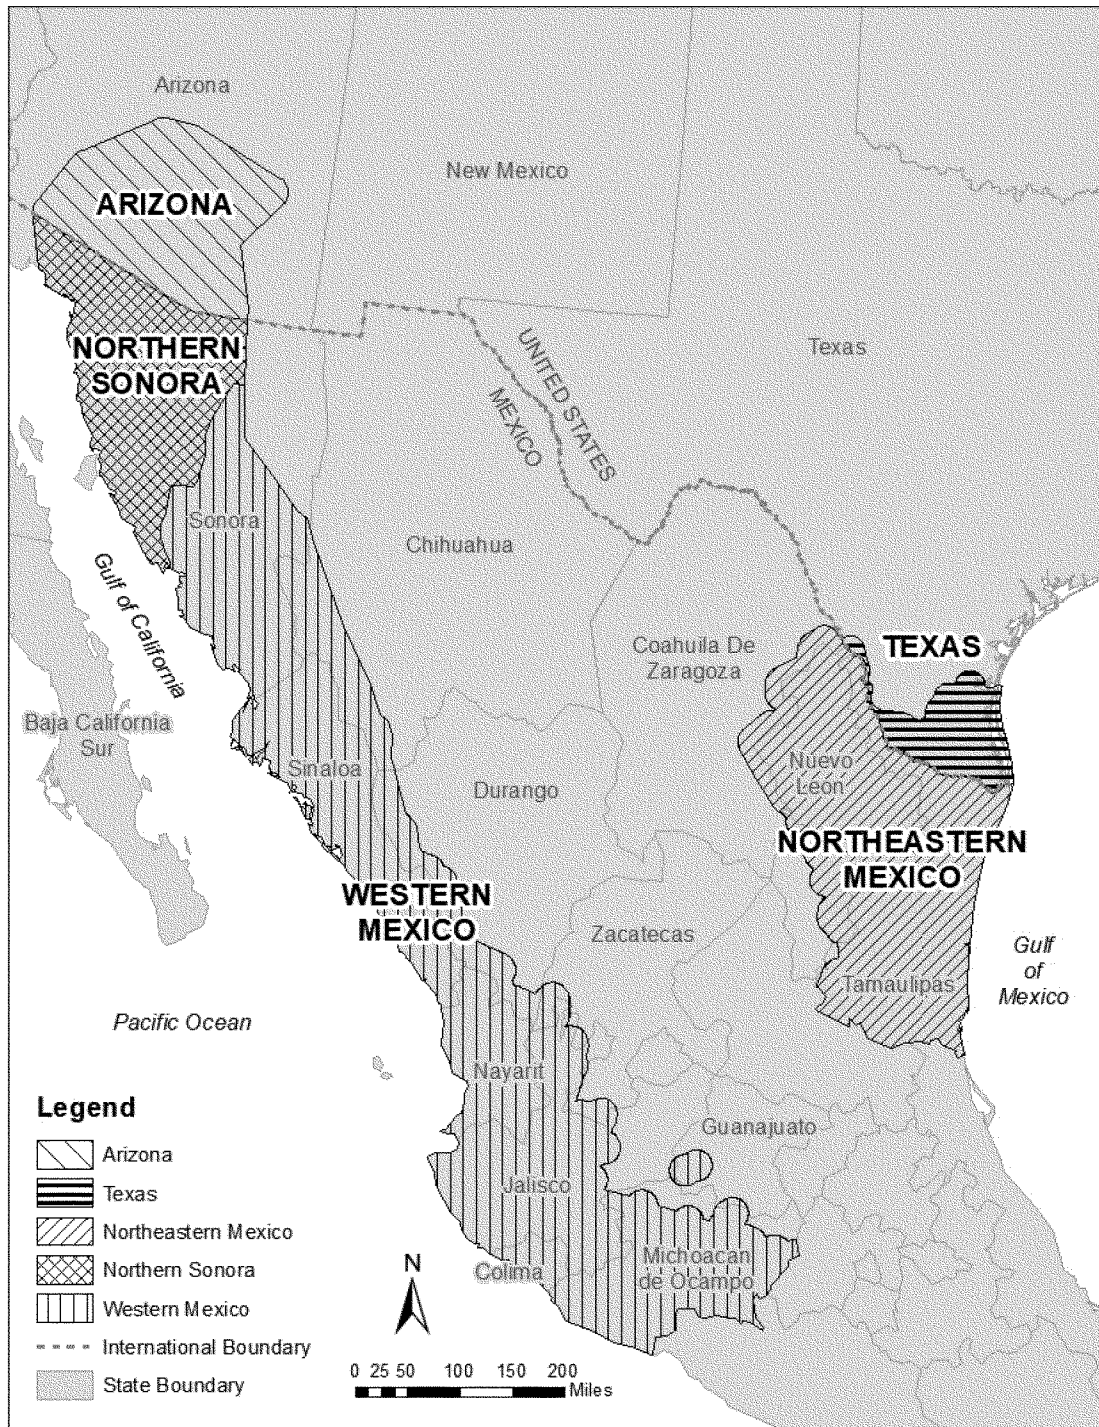 Arizona
New Mexico
ARIZONA
NORTHERN
SONORA
UNITED STATES
MEXICO
Texas
Sonora
Chihuahua
Gulf of California
Coahuila De
Zaragoza
TEXAS
Baja California
Sur
Sinaloa
Durango
Nuevo
Leon
NORTHEASTERN
MEXICO
WESTERN
MEXICO
Zacatecas
Tamaulipas
Gulf
of
Mexico
Pacific Ocean
Nayarit
Guanajuato
Jalisco
Michoacan
de Ocampo
Colima
Legend
Arizona
Texas
Northeastern Mexico
Northern Sonora
Western Mexico
International Boundary
State Boundary
N
0 25 50 100 150 200
Miles